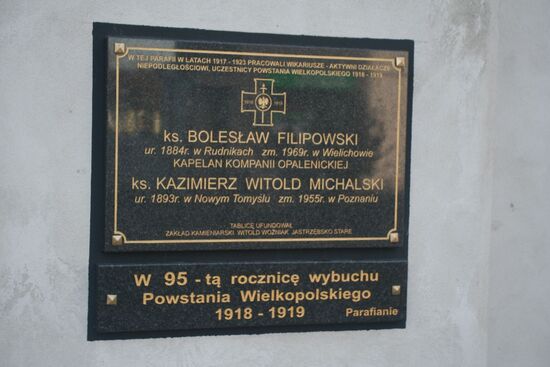 W TEJ PARAFII W LATACH 1917 - 1923 PRACOWALI WIKARIUSZE - AKTYWNI DZIAŁACZE
NIEPODLEGŁOŚCIOWI, UCZESTNICY POWSTANIA WIELKOPOLSKIEGO 1918 - 1919
1918 1919
ks. BOLESŁAW FILIPOWSKI
ur. 1884r. w Rudnikach zm. 1969r. w Wielichowie
KAPELAN KOMPANII OPALENICKIEJ
ks. KAZIMIERZ WITOLD MICHALSKI
ur. 1893r. w Nowym Tomyślu zm. 1955r. w Poznaniu
TABLICĘ UFUNDOWAŁ
ZAKŁAD KAMIENIARSKI WITOLD WOŹNIAK JASTRZĘBSKO STARE
W 95 - tą rocznicę wybuchu
Powstania Wielkopolskiego
1918 - 1919
Parafianie